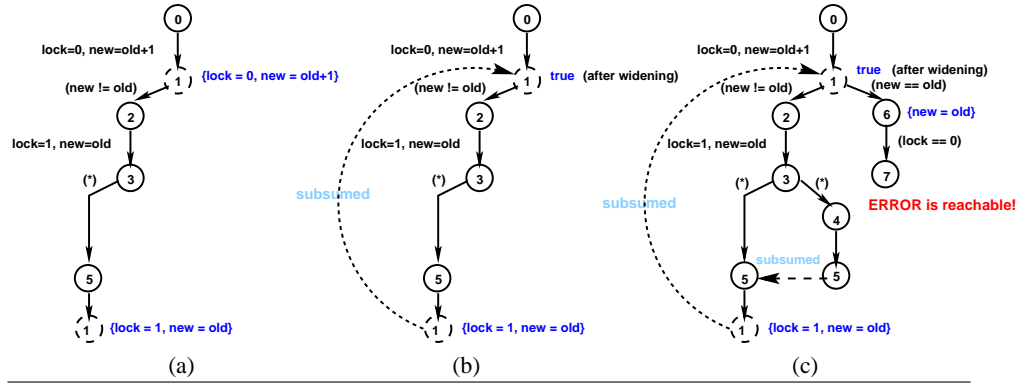 0
lock=0, new=old+1
1
{lock = 0, new = old+1}
(new != old)
2
lock=1, new=old
3
(*)
5
1
{lock = 1, new = old}
(a)
0
lock=0, new=old+1
1
true (after widening)
(new != old)
2
lock=1, new=old
3
(*)
subsumed
5
1
{lock = 1, new = old}
(b)
0
lock=0, new=old+1
1
true (after widening)
(new != old)
(new == old)
2
6
{new = old}
lock=1, new=old
(lock == 0)
3
7
(*)
(*)
ERROR is reachable!
subsumed
4
subsumed
5
5
1
{lock = 1, new = old}
(c)